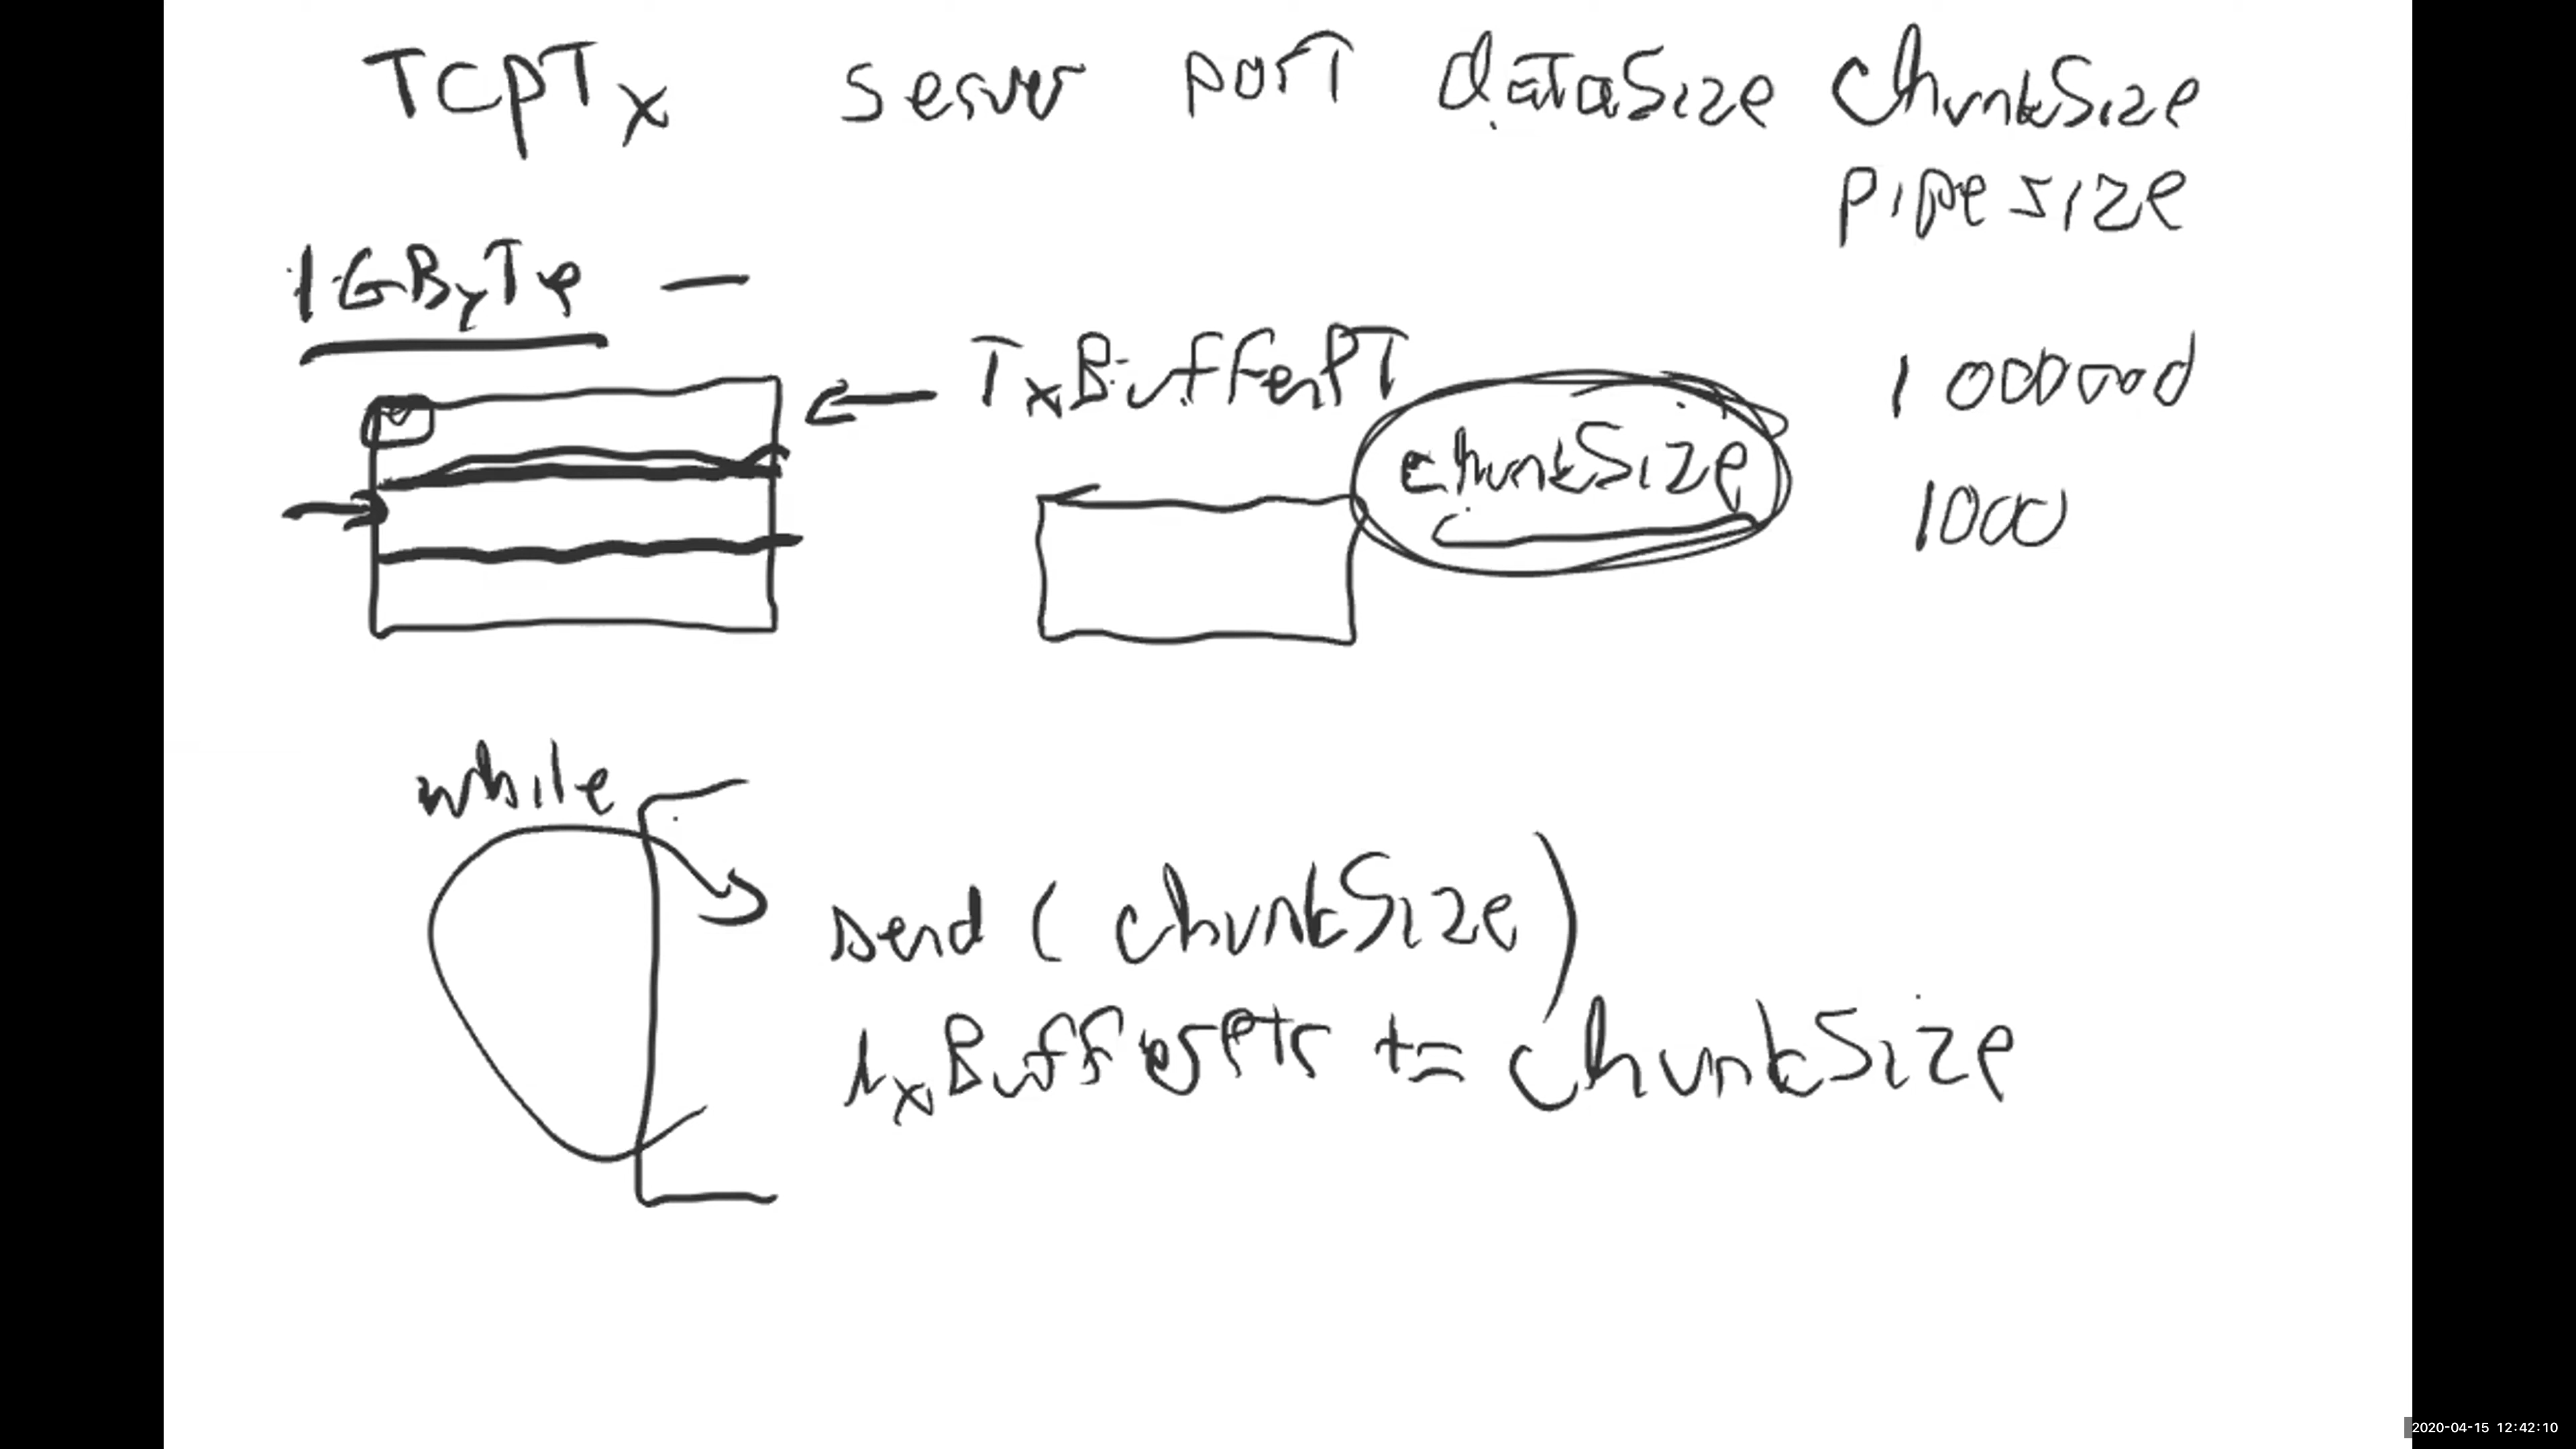 TCPTx server port dataSize chunkSize
pipesize
1GByTe —
TxBufferPT
chunkSize
1000000
1000
while
send (chunkSize)
TxBufferPtr += chunkSize
2020-04-15 12:42:10